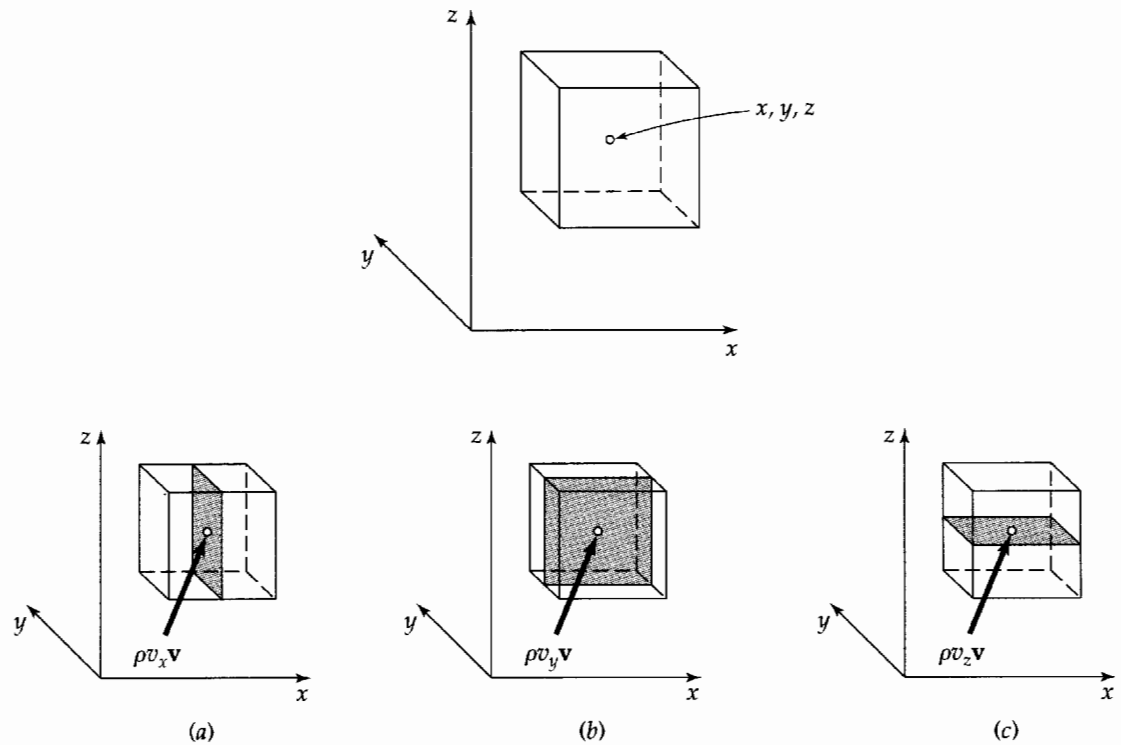 z
x, y, z
y
x
z
y
ρv_x**v**
x
(a)
z
y
ρv_y**v**
x
(b)
z
y
ρv_z**v**
x
(c)